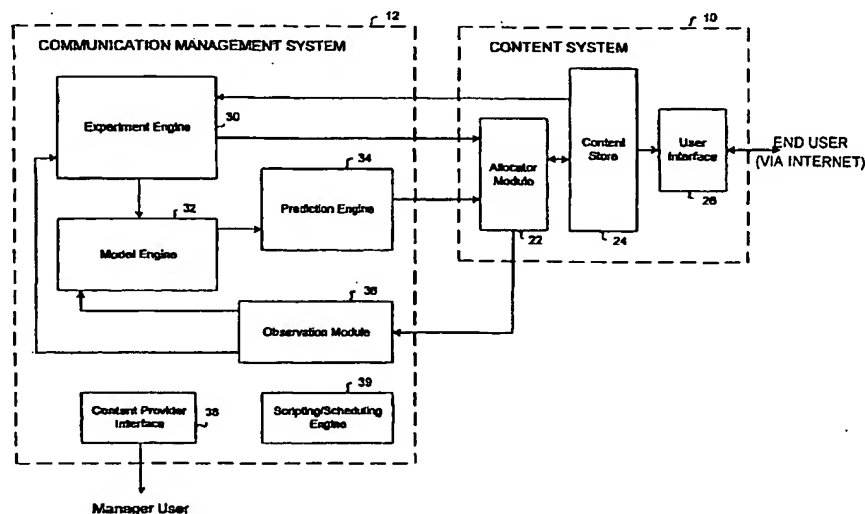 12
10
COMMUNICATION MANAGEMENT SYSTEM
CONTENT SYSTEM
Experiment Engine
30
Allocator
Module
22
Content
Store
24
User
Interface
26
END USER
(VIA INTERNET)
34
Prediction Engine
32
Model Engine
36
Observation Module
39
Scripting/Scheduling
Engine
Content Provider
Interface
38
Manager User